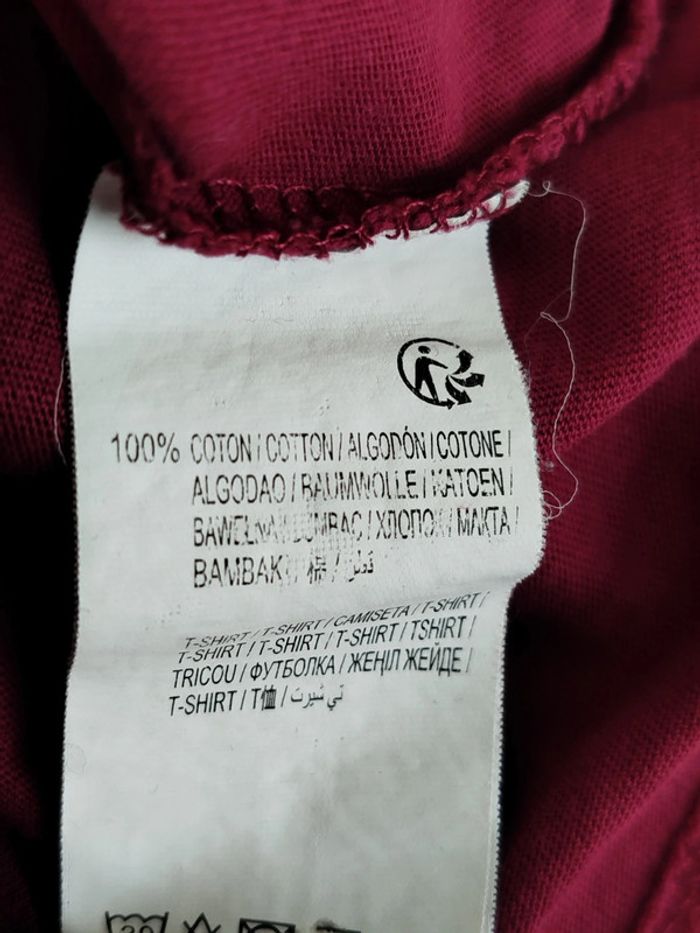 100% COTON / COTTON / ALGODÓN / COTONE /
ALGODAO / BAUMWOLLE / KATOEN /
BAWEŁNA / BUMBAC / ХЛОПОК / МАКТА /
BAMBAK / 棉 / قطن
T-SHIRT / T-SHIRT / CAMISETA / T-SHIRT /
T-SHIRT / T-SHIRT / T-SHIRT / TSHIRT /
TRICOU / ФУТБОЛКА / ЖЕҢІЛ ЖЕЙДЕ /
T-SHIRT / T恤 / تي شيرت